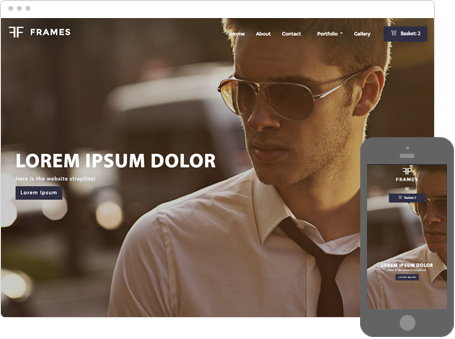 FF FRAMES
Home About Contact Portfolio Gallery Basket: 2
LOREM IPSUM DOLOR
Here is the website strapline!
Lorem Ipsum
FF
FRAMES
Basket: 2
LOREM IPSUM DOLOR
Here is the website strapline!
LOREM IPSUM